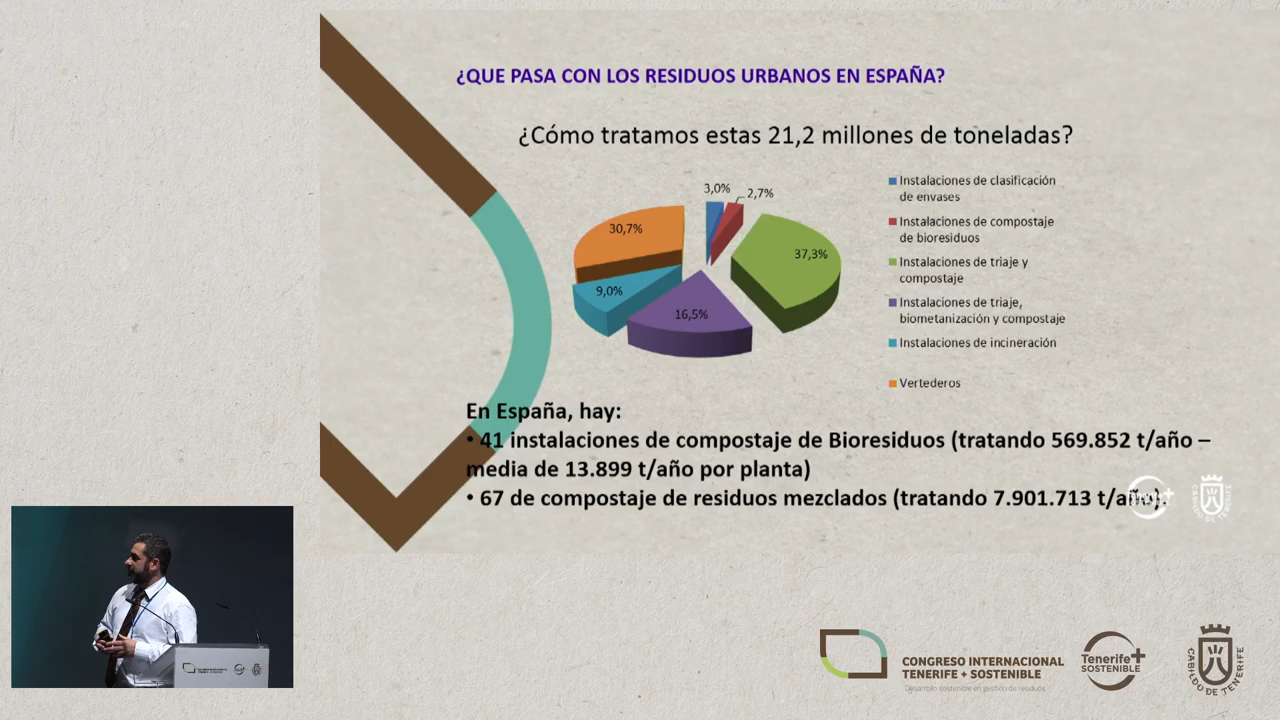 ¿QUE PASA CON LOS RESIDUOS URBANOS EN ESPAÑA?
¿Cómo tratamos estas 21,2 millones de toneladas?
3,0%
2,7%
37,3%
16,5%
9,0%
30,7%
Instalaciones de clasificación
de envases
Instalaciones de compostaje
de bioresiduos
Instalaciones de triaje y
compostaje
Instalaciones de triaje,
biometanización y compostaje
Instalaciones de incineración
Vertederos
En España, hay:
• 41 instalaciones de compostaje de Bioresiduos (tratando 569.852 t/año –
media de 13.899 t/año por planta)
• 67 de compostaje de residuos mezclados (tratando 7.901.713 t/año).
CABILDO DE TENERIFE
CONGRESO INTERNACIONAL
TENERIFE + SOSTENIBLE
Desarrollo sostenible en gestión de residuos
Tenerife+
SOSTENIBLE
CABILDO DE TENERIFE